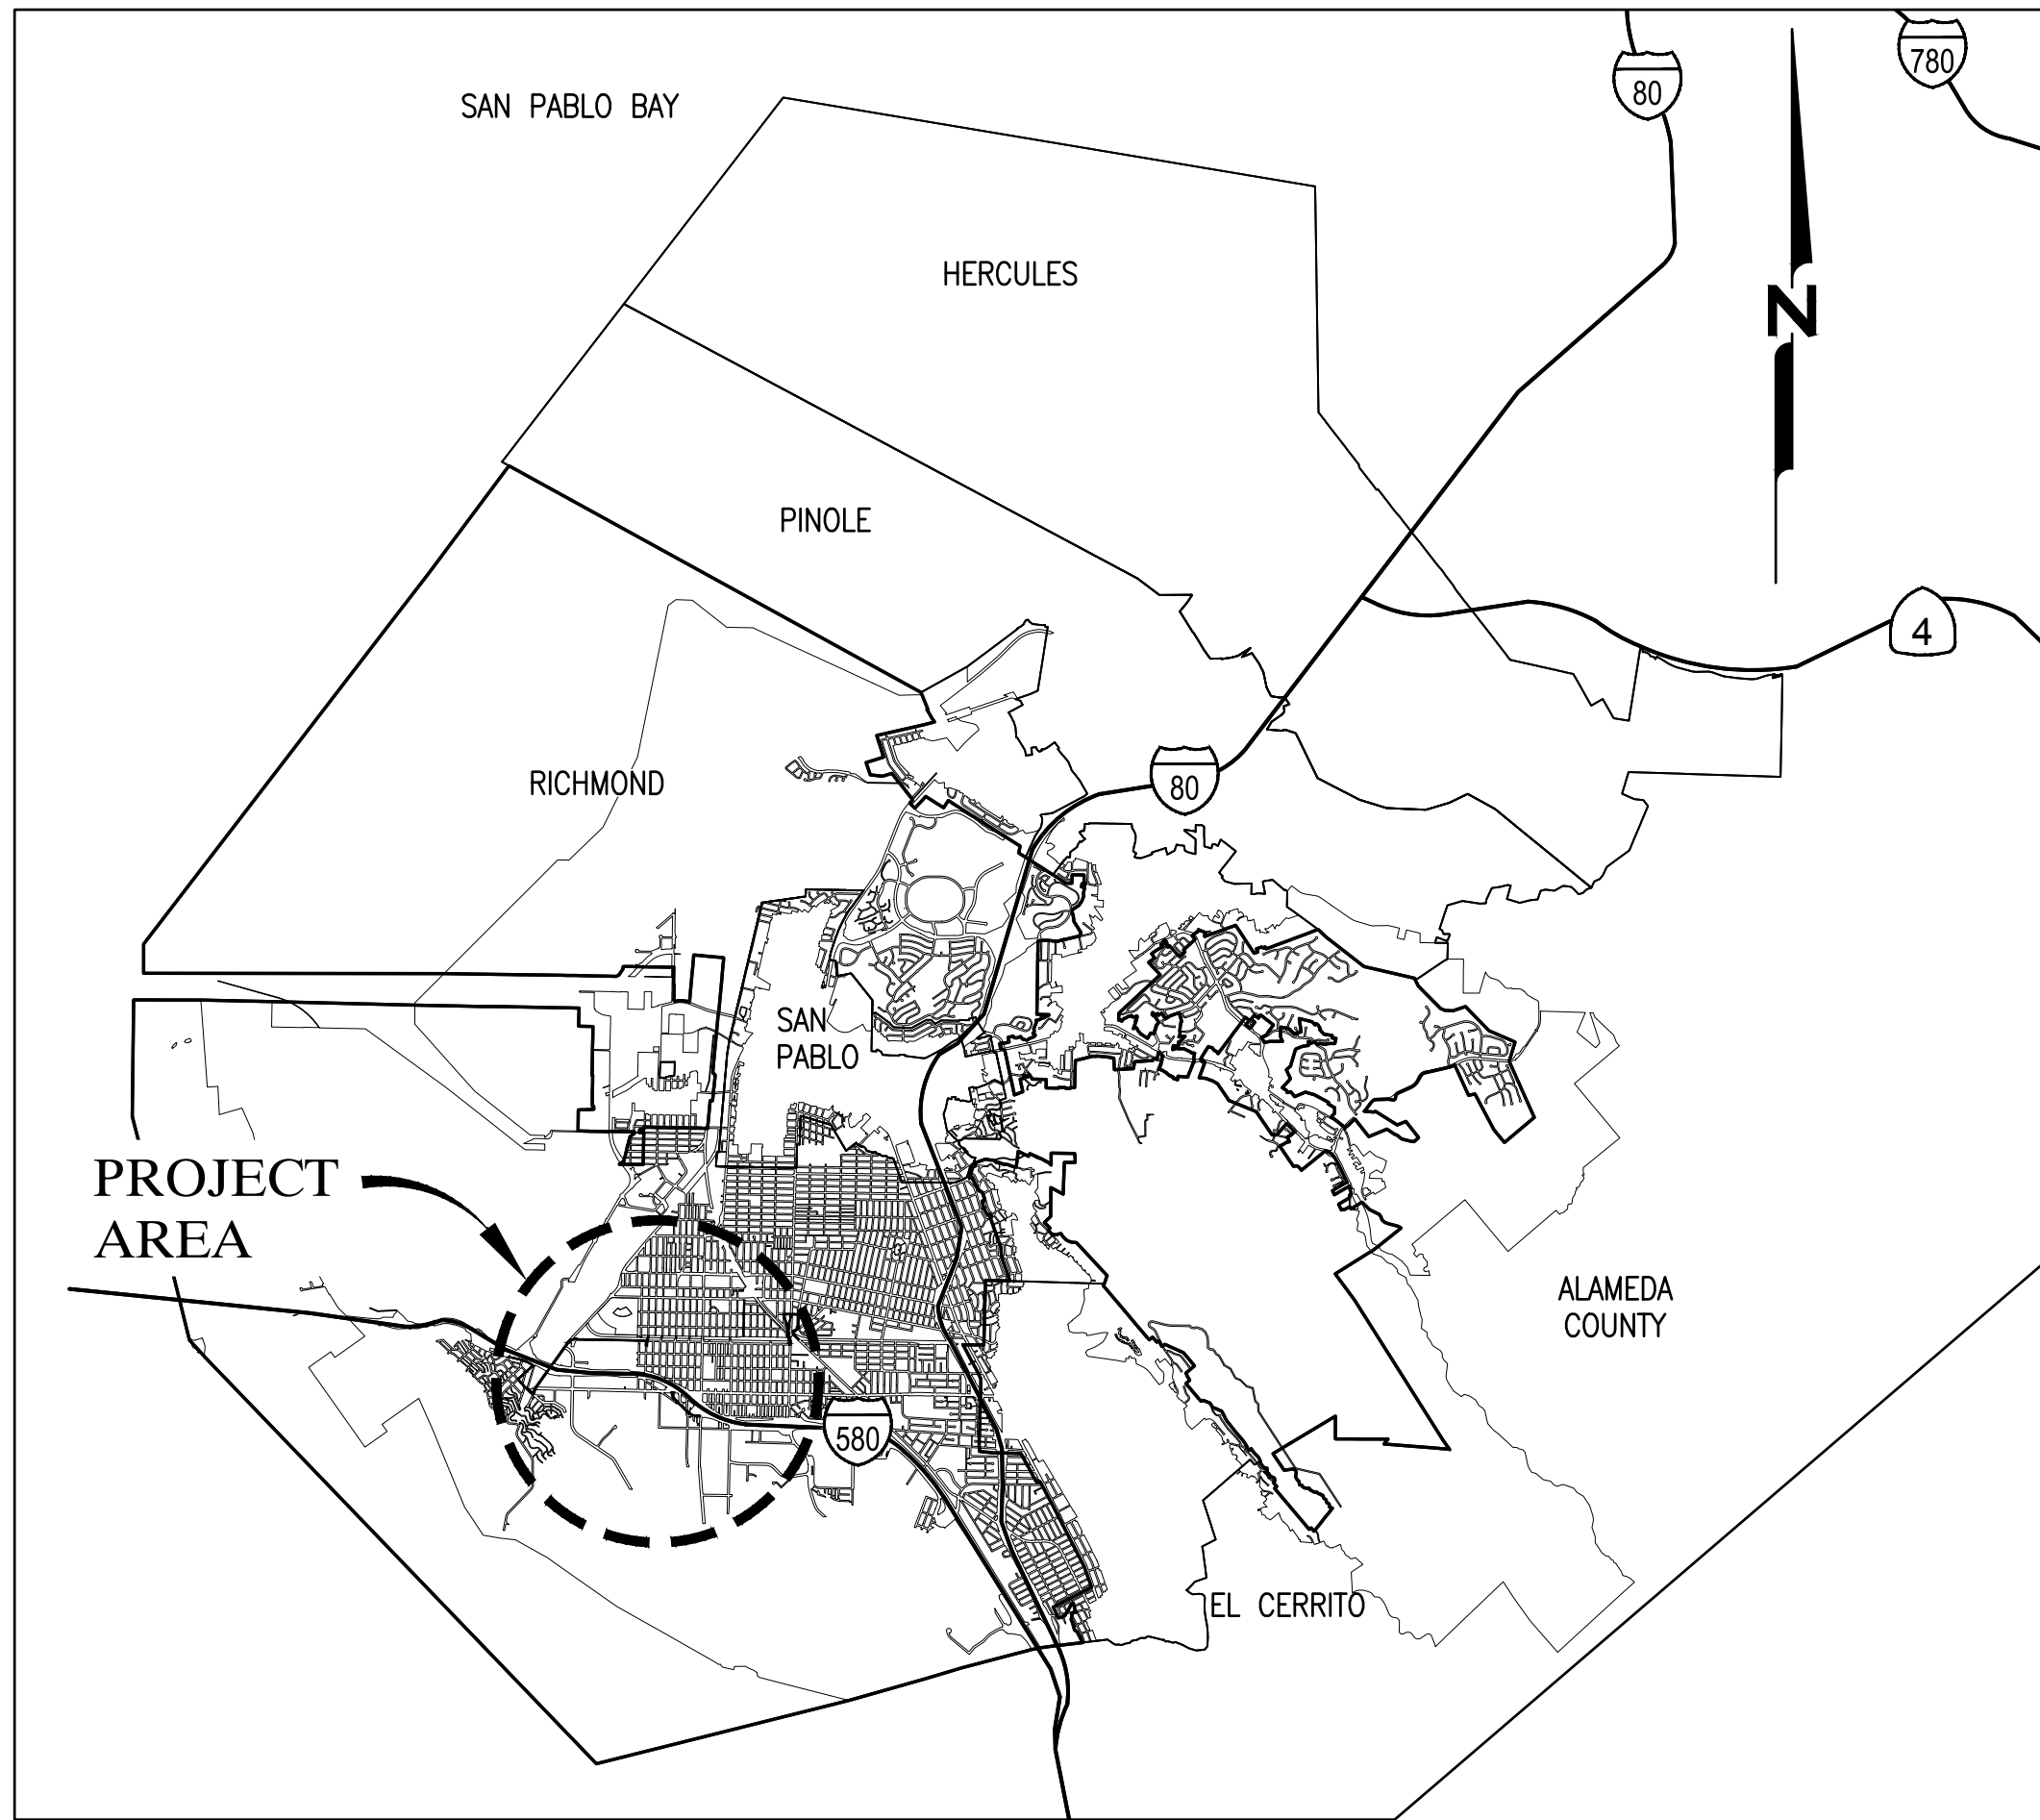 780
80
SAN PABLO BAY
HERCULES
N
PINOLE
4
RICHMOND
80
SAN
PABLO
PROJECT
AREA
ALAMEDA
COUNTY
580
EL CERRITO